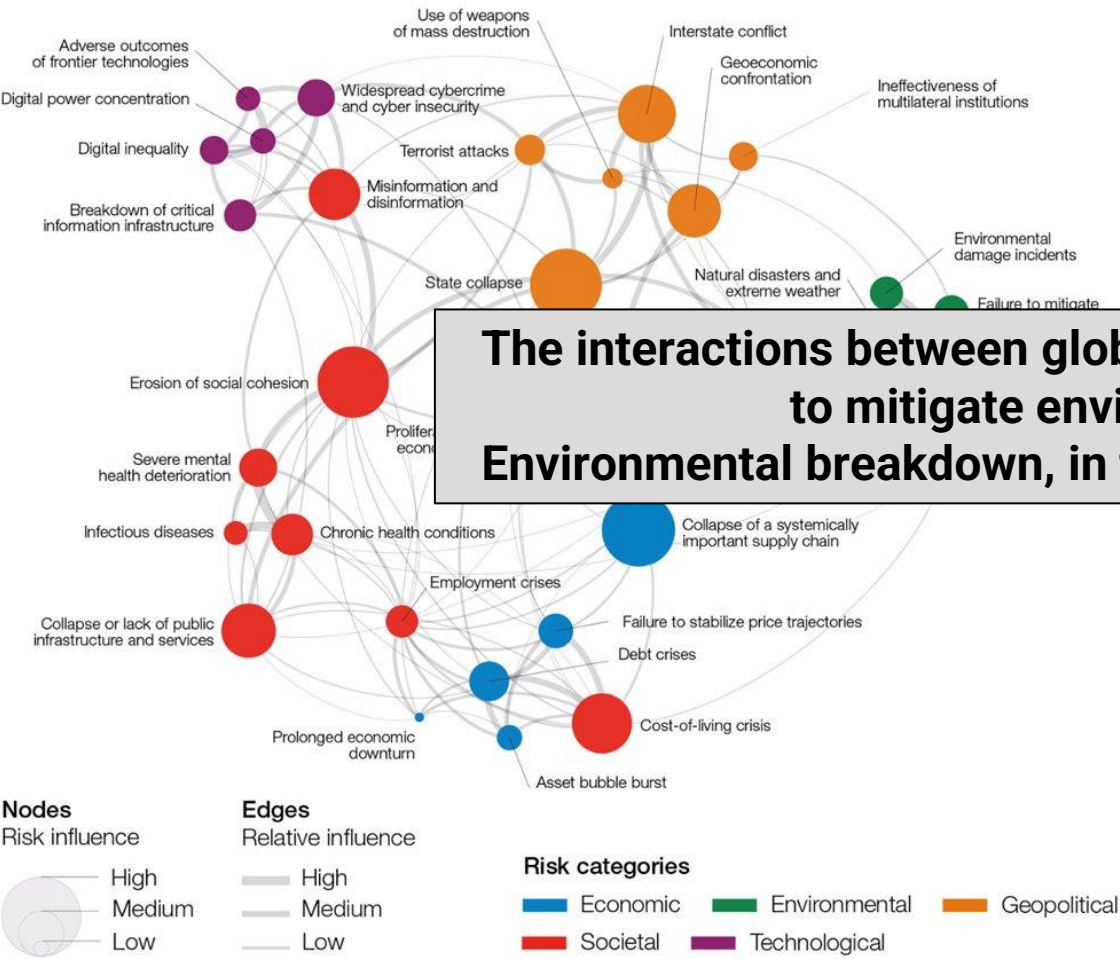 Use of weapons
of mass destruction
Interstate conflict
Adverse outcomes
of frontier technologies
Geoeconomic
confrontation
Ineffectiveness of
multilateral institutions
Digital power concentration
Widespread cybercrime
and cyber insecurity
Digital inequality
Terrorist attacks
Misinformation and
disinformation
Breakdown of critical
information infrastructure
Environmental
damage incidents
State collapse
Natural disasters and
extreme weather
Failure to mitigate
The interactions between
to mitigate
Environmental breakdown, in
Erosion of social cohesion
Severe mental
health deterioration
Infectious diseases
Chronic health conditions
Collapse of a systemically
important supply chain
Employment crises
Collapse or lack of public
infrastructure and services
Failure to stabilize price trajectories
Debt crises
Prolonged economic
downturn
Cost-of-living crisis
Asset bubble burst
Nodes
Risk influence
High
Medium
Low
Edges
Relative influence
High
Medium
Low
Risk categories
Economic
Environmental
Geopolitical
Societal
Technological